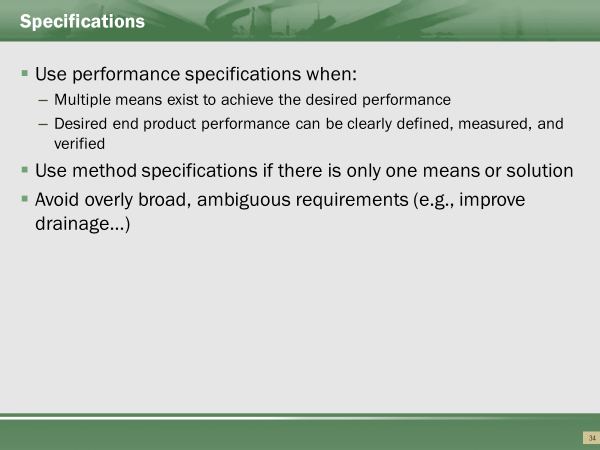 Specifications
▪ Use performance specifications when:
– Multiple means exist to achieve the desired performance
– Desired end product performance can be clearly defined, measured, and
verified
▪ Use method specifications if there is only one means or solution
▪ Avoid overly broad, ambiguous requirements (e.g., improve
drainage...)
34